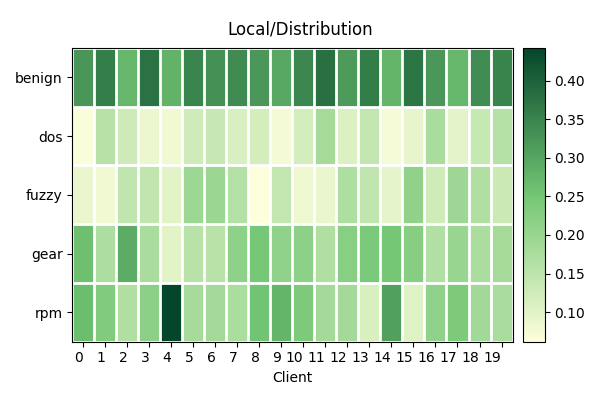 Local/Distribution
benign
dos
fuzzy
gear
rpm
0 1 2 3 4 5 6 7 8 9 10 11 12 13 14 15 16 17 18 19
Client
0.40
0.35
0.30
0.25
0.20
0.15
0.10